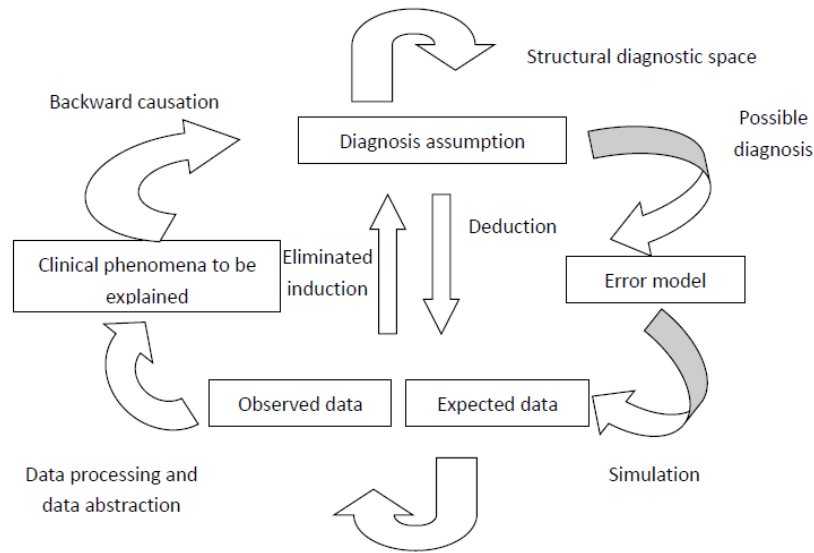 Structural diagnostic space
Backward causation
Possible
diagnosis
Diagnosis assumption
Deduction
Eliminated
induction
Clinical phenomena to be
explained
Error model
Observed data
Expected data
Data processing and
data abstraction
Simulation